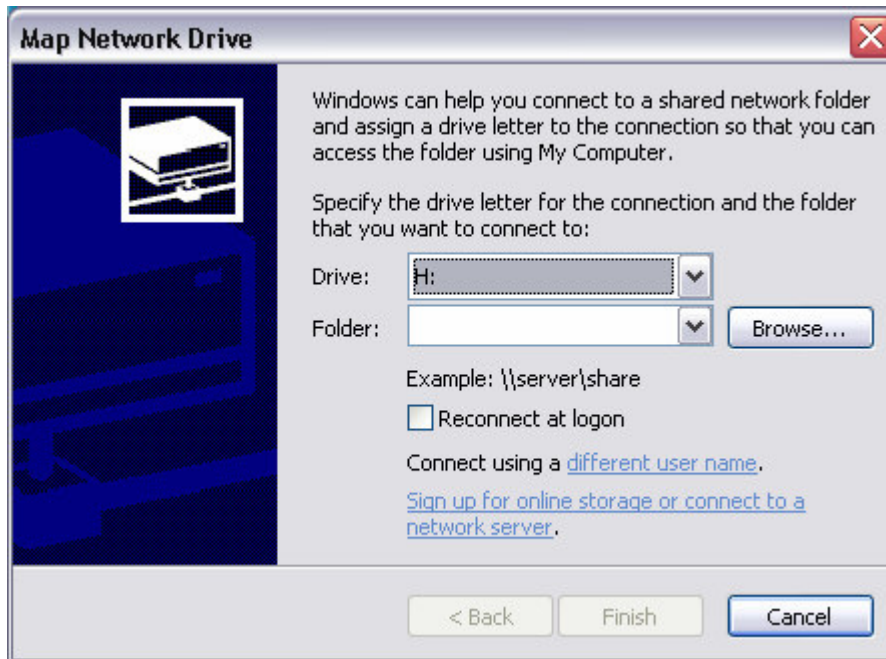 Map Network Drive
Windows can help you connect to a shared network folder
and assign a drive letter to the connection so that you can
access the folder using My Computer.
Specify the drive letter for the connection and the folder
that you want to connect to:
Drive: H:
Folder: Browse...
Example: \\server\share
Reconnect at logon
Connect using a different user name.
Sign up for online storage or connect to a
network server.
< Back Finish Cancel